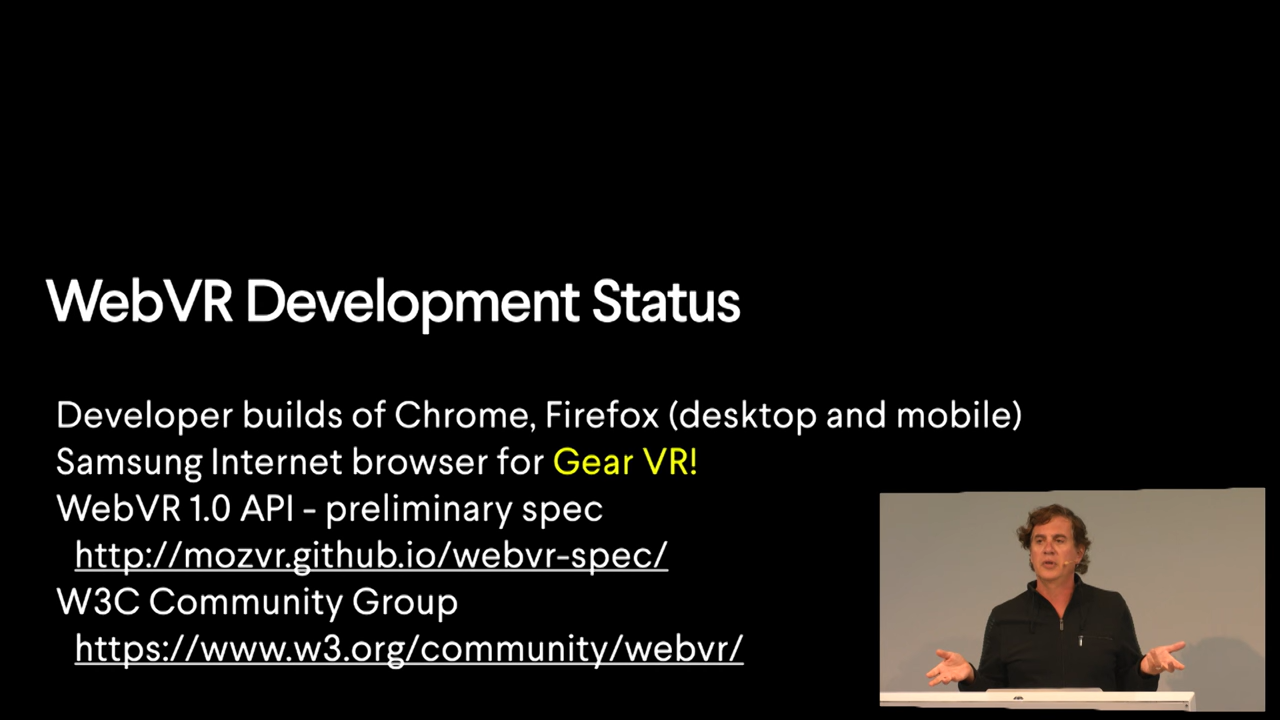 WebVR Development Status
Developer builds of Chrome, Firefox (desktop and mobile)
Samsung Internet browser for Gear VR!
WebVR 1.0 API - preliminary spec
http://mozvr.github.io/webvr-spec/
W3C Community Group
https://www.w3.org/community/webvr/